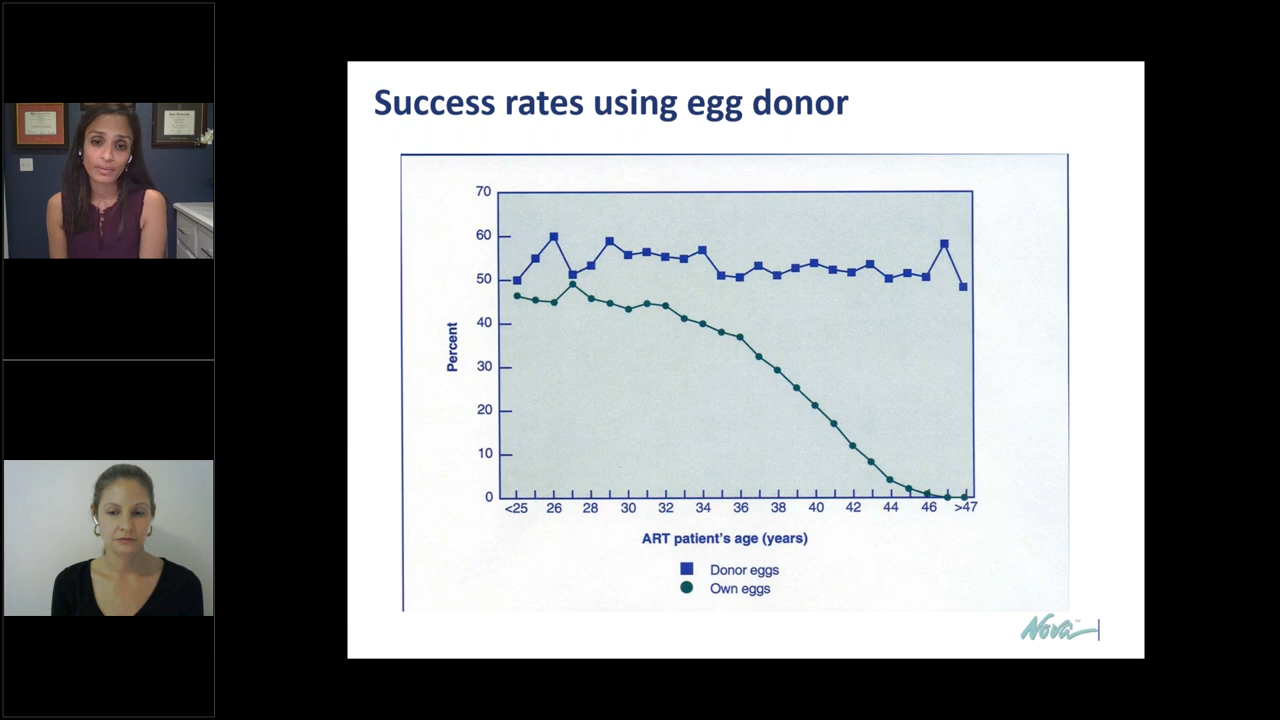 Success rates using egg donor
70
60
50
40
30
20
10
0
Percent
<25 26 28 30 32 34 36 38 40 42 44 46 >47
ART patient's age (years)
Donor eggs
Own eggs
Nova